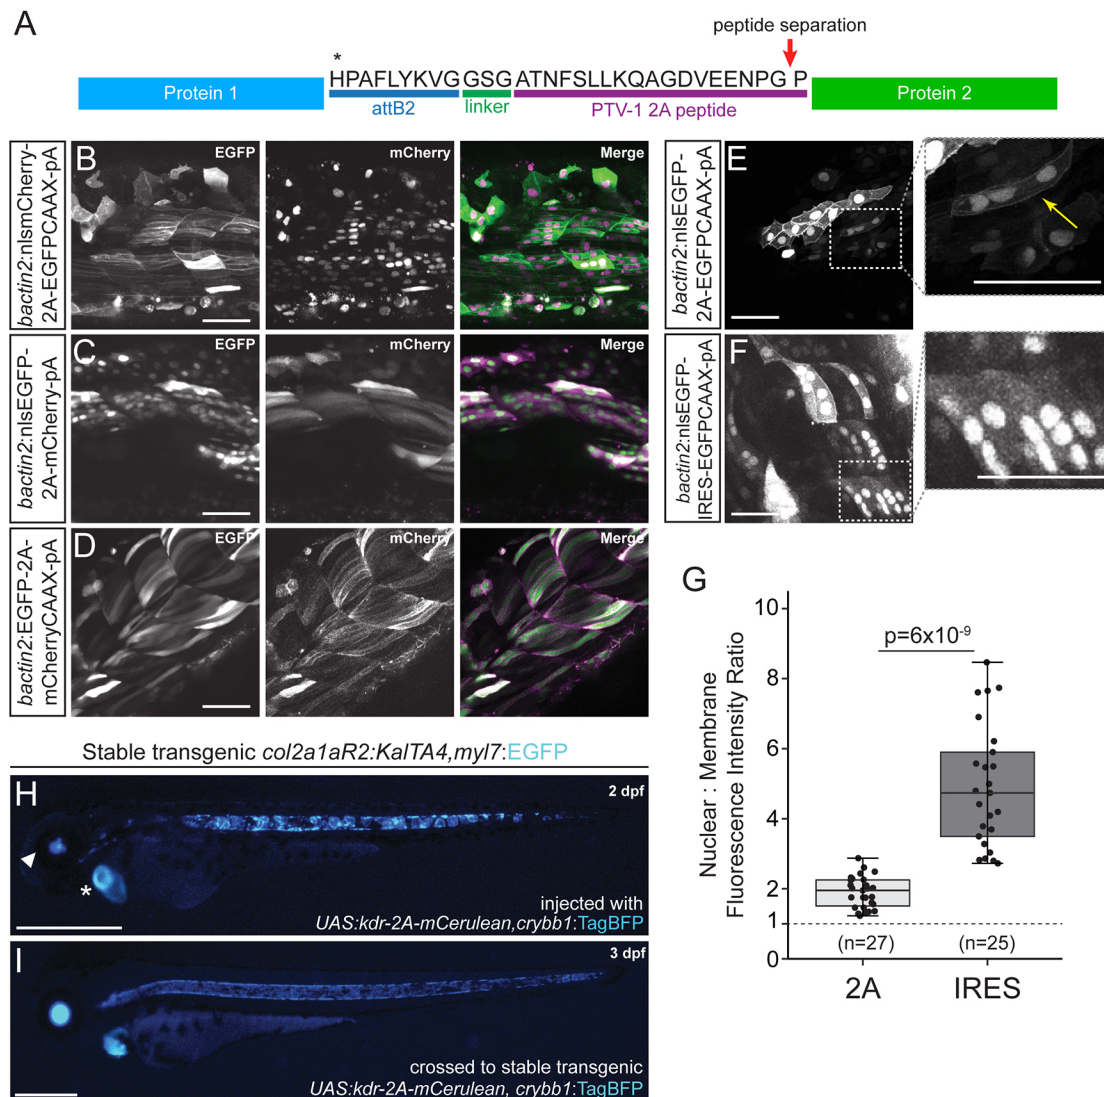 A
peptide separation
*
HPAFLYKVG GSG ATNFSLLKQAGDVEENPG P
Protein 1
attB2
linker
PTV-1 2A peptide
Protein 2
bactin2:nlsmCherry-
2A-EGFPCAAX-pA
B
EGFP
mCherry
Merge
bactin2:nlsEGFP-
2A-mCherry-pA
C
EGFP
mCherry
Merge
bactin2:EGFP-2A-
mCherryCAAX-pA
D
EGFP
mCherry
Merge
bactin2:nlsEGFP-
2A-EGFPCAAX-pA
E
bactin2:nlsEGFP-
IRES-EGFPCAAX-pA
F
G
Nuclear : Membrane
Fluorescence Intensity Ratio
10
8
6
4
2
1
0
p=6x10⁻⁹
(n=27)
(n=25)
2A
IRES
Stable transgenic col2a1aR2:KalTA4,myl7:EGFP
H
2 dpf
*
injected with
UAS:kdr-2A-mCerulean,crybb1:TagBFP
I
3 dpf
crossed to stable transgenic
UAS:kdr-2A-mCerulean, crybb1:TagBFP